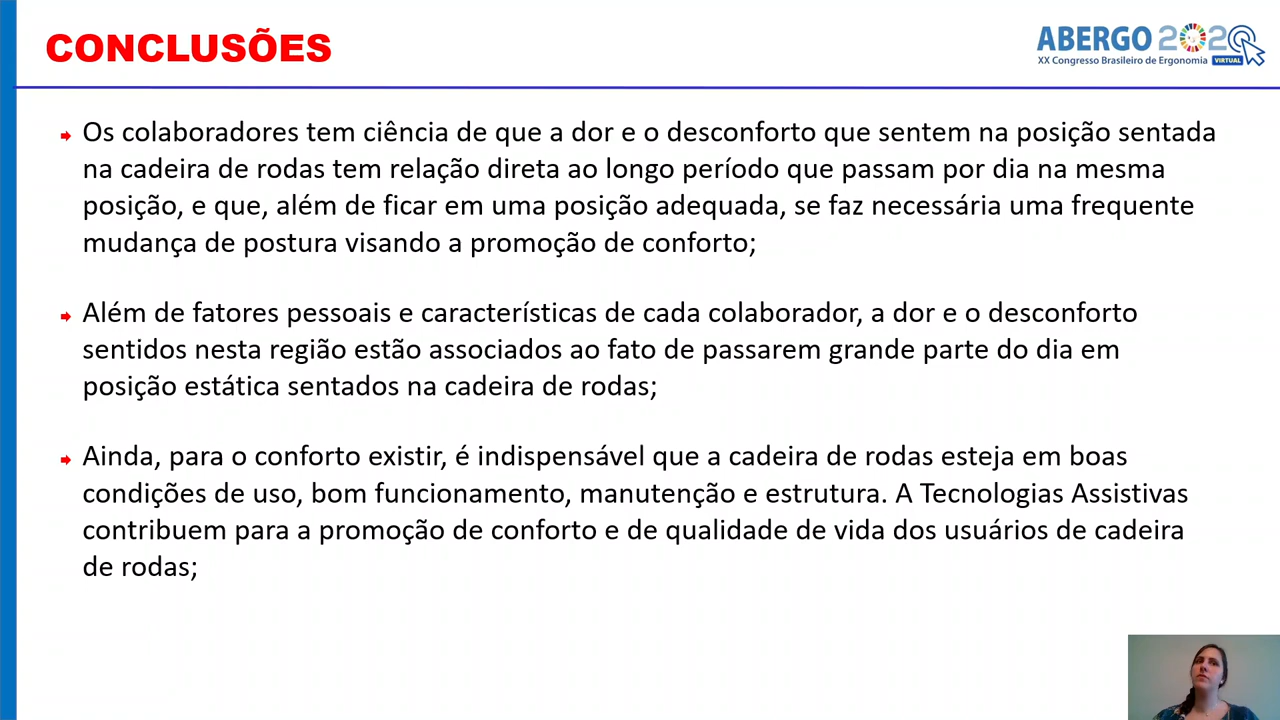 CONCLUSÕES
ABERGO 2020
XX Congresso Brasileiro de Ergonomia VIRTUAL
Os colaboradores tem ciência de que a dor e o desconforto que sentem na posição sentada
na cadeira de rodas tem relação direta ao longo período que passam por dia na mesma
posição, e que, além de ficar em uma posição adequada, se faz necessária uma frequente
mudança de postura visando a promoção de conforto;
Além de fatores pessoais e características de cada colaborador, a dor e o desconforto
sentidos nesta região estão associados ao fato de passarem grande parte do dia em
posição estática sentados na cadeira de rodas;
Ainda, para o conforto existir, é indispensável que a cadeira de rodas esteja em boas
condições de uso, bom funcionamento, manutenção e estrutura. A Tecnologias Assistivas
contribuem para a promoção de conforto e de qualidade de vida dos usuários de cadeira
de rodas;